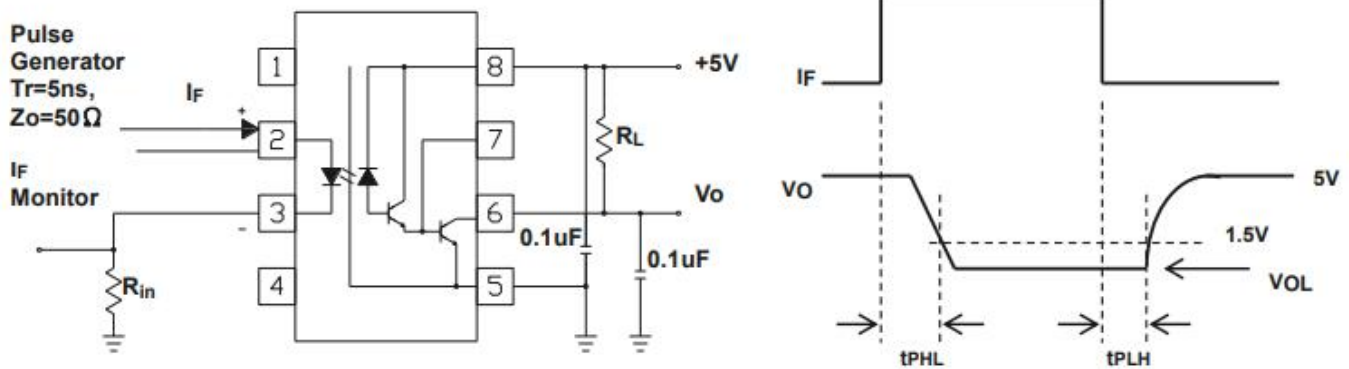 Pulse
Generator
Tr=5ns,
Zo=50Ω
IF
IF
Monitor
Rin
+
-
1
2
3
4
8
7
6
5
+5V
RL
Vo
0.1uF
0.1uF
IF
VO
5V
1.5V
VOL
tPHL
tPLH